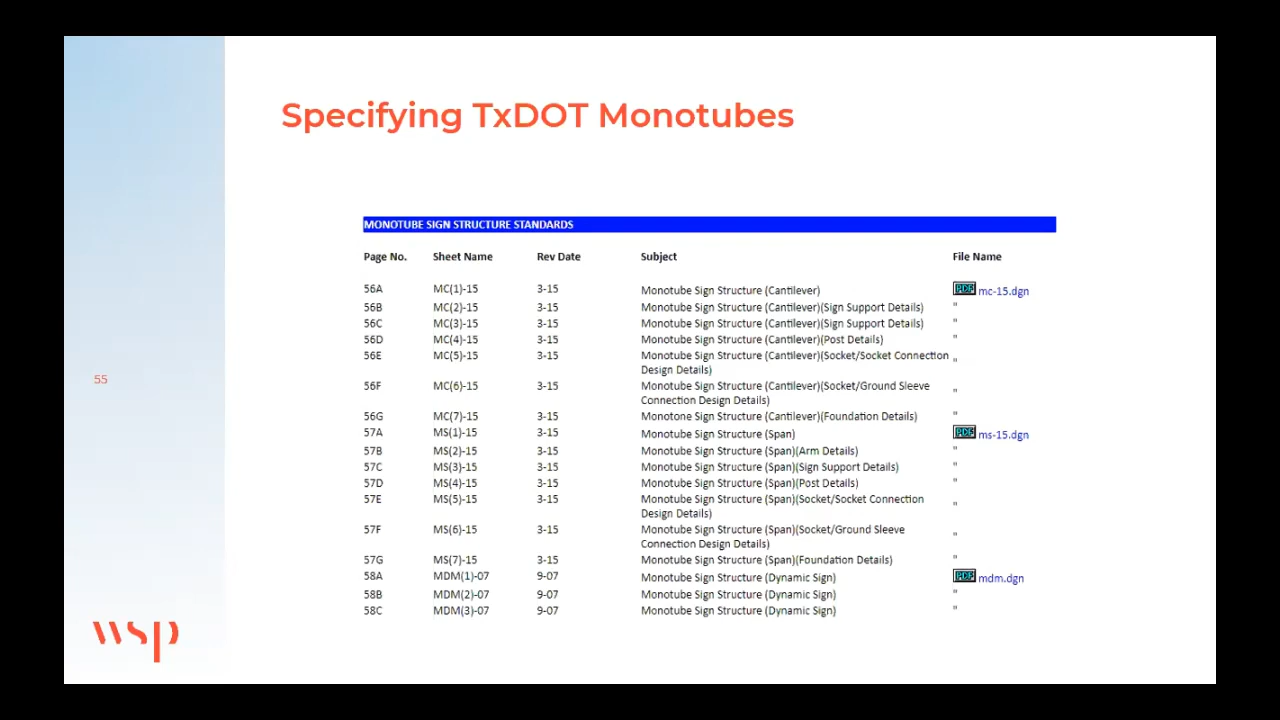 Specifying TxDOT Monotubes
MONOTUBE SIGN STRUCTURE STANDARDS
Page No. Sheet Name Rev Date Subject File Name
56A MC(1)-15 3-15 Monotube Sign Structure (Cantilever) PDF mc-15.dgn
56B MC(2)-15 3-15 Monotube Sign Structure (Cantilever)(Sign Support Details) "
56C MC(3)-15 3-15 Monotube Sign Structure (Cantilever)(Sign Support Details) "
56D MC(4)-15 3-15 Monotube Sign Structure (Cantilever)(Post Details) "
56E MC(5)-15 3-15 Monotube Sign Structure (Cantilever)(Socket/Socket Connection "
Design Details)
56F MC(6)-15 3-15 Monotube Sign Structure (Cantilever)(Socket/Ground Sleeve "
Connection Design Details)
56G MC(7)-15 3-15 Monotone Sign Structure (Cantilever)(Foundation Details) "
57A MS(1)-15 3-15 Monotube Sign Structure (Span) PDF ms-15.dgn
57B MS(2)-15 3-15 Monotube Sign Structure (Span)(Arm Details) "
57C MS(3)-15 3-15 Monotube Sign Structure (Span)(Sign Support Details) "
57D MS(4)-15 3-15 Monotube Sign Structure (Span)(Post Details) "
57E MS(5)-15 3-15 Monotube Sign Structure (Span)(Socket/Socket Connection "
Design Details)
57F MS(6)-15 3-15 Monotube Sign Structure (Span)(Socket/Ground Sleeve "
Connection Design Details)
57G MS(7)-15 3-15 Monotube Sign Structure (Span)(Foundation Details) "
58A MDM(1)-07 9-07 Monotube Sign Structure (Dynamic Sign) PDF mdm.dgn
58B MDM(2)-07 9-07 Monotube Sign Structure (Dynamic Sign) "
58C MDM(3)-07 9-07 Monotube Sign Structure (Dynamic Sign) "
55
wsp